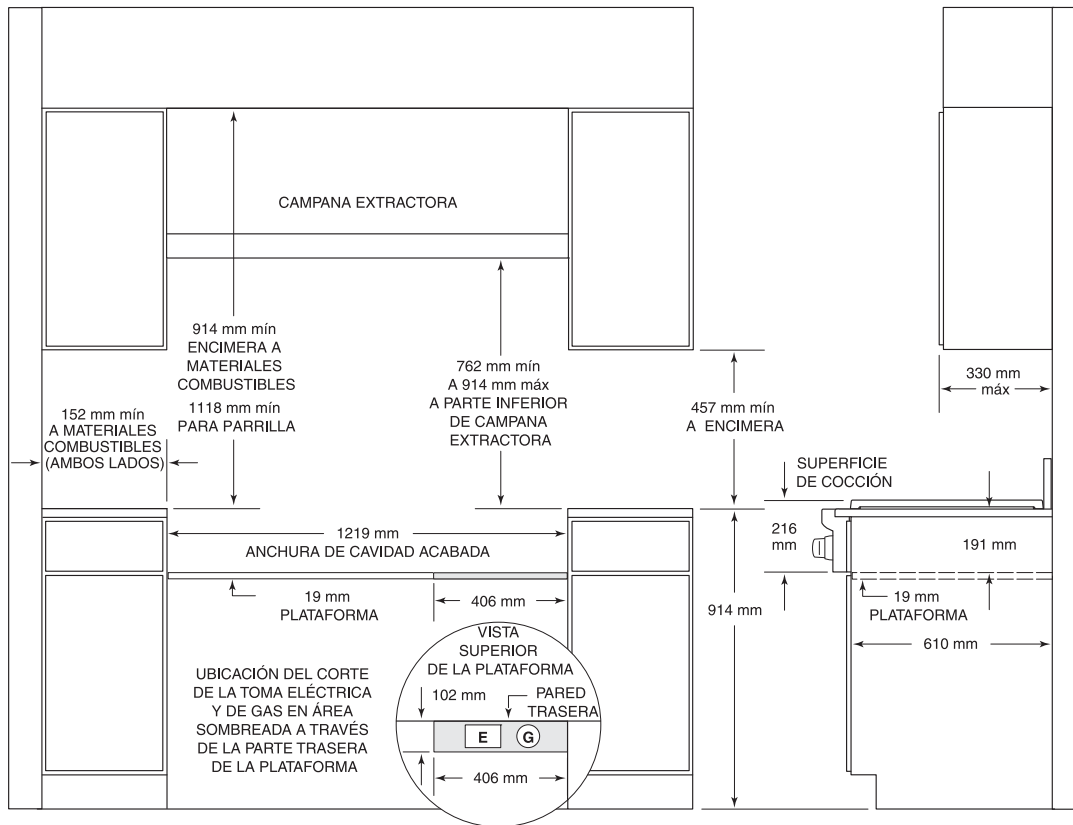 CAMPANA EXTRACTORA
914 mm mín
ENCIMERA A
MATERIALES
COMBUSTIBLES
1118 mm mín
PARA PARRILLA
152 mm mín
A MATERIALES
COMBUSTIBLES
(AMBOS LADOS)
762 mm mín
A 914 mm máx
A PARTE INFERIOR
DE CAMPANA
EXTRACTORA
457 mm mín
A ENCIMERA
330 mm
máx
SUPERFICIE
DE COCCIÓN
216
mm
191 mm
19 mm
PLATAFORMA
610 mm
914 mm
1219 mm
ANCHURA DE CAVIDAD ACABADA
19 mm
PLATAFORMA
406 mm
VISTA
SUPERIOR
DE LA PLATAFORMA
102 mm
PARED
TRASERA
E
G
406 mm
UBICACIÓN DEL CORTE
DE LA TOMA ELÉCTRICA
Y DE GAS EN ÁREA
SOMBREADA A TRAVÉS
DE LA PARTE TRASERA
DE LA PLATAFORMA